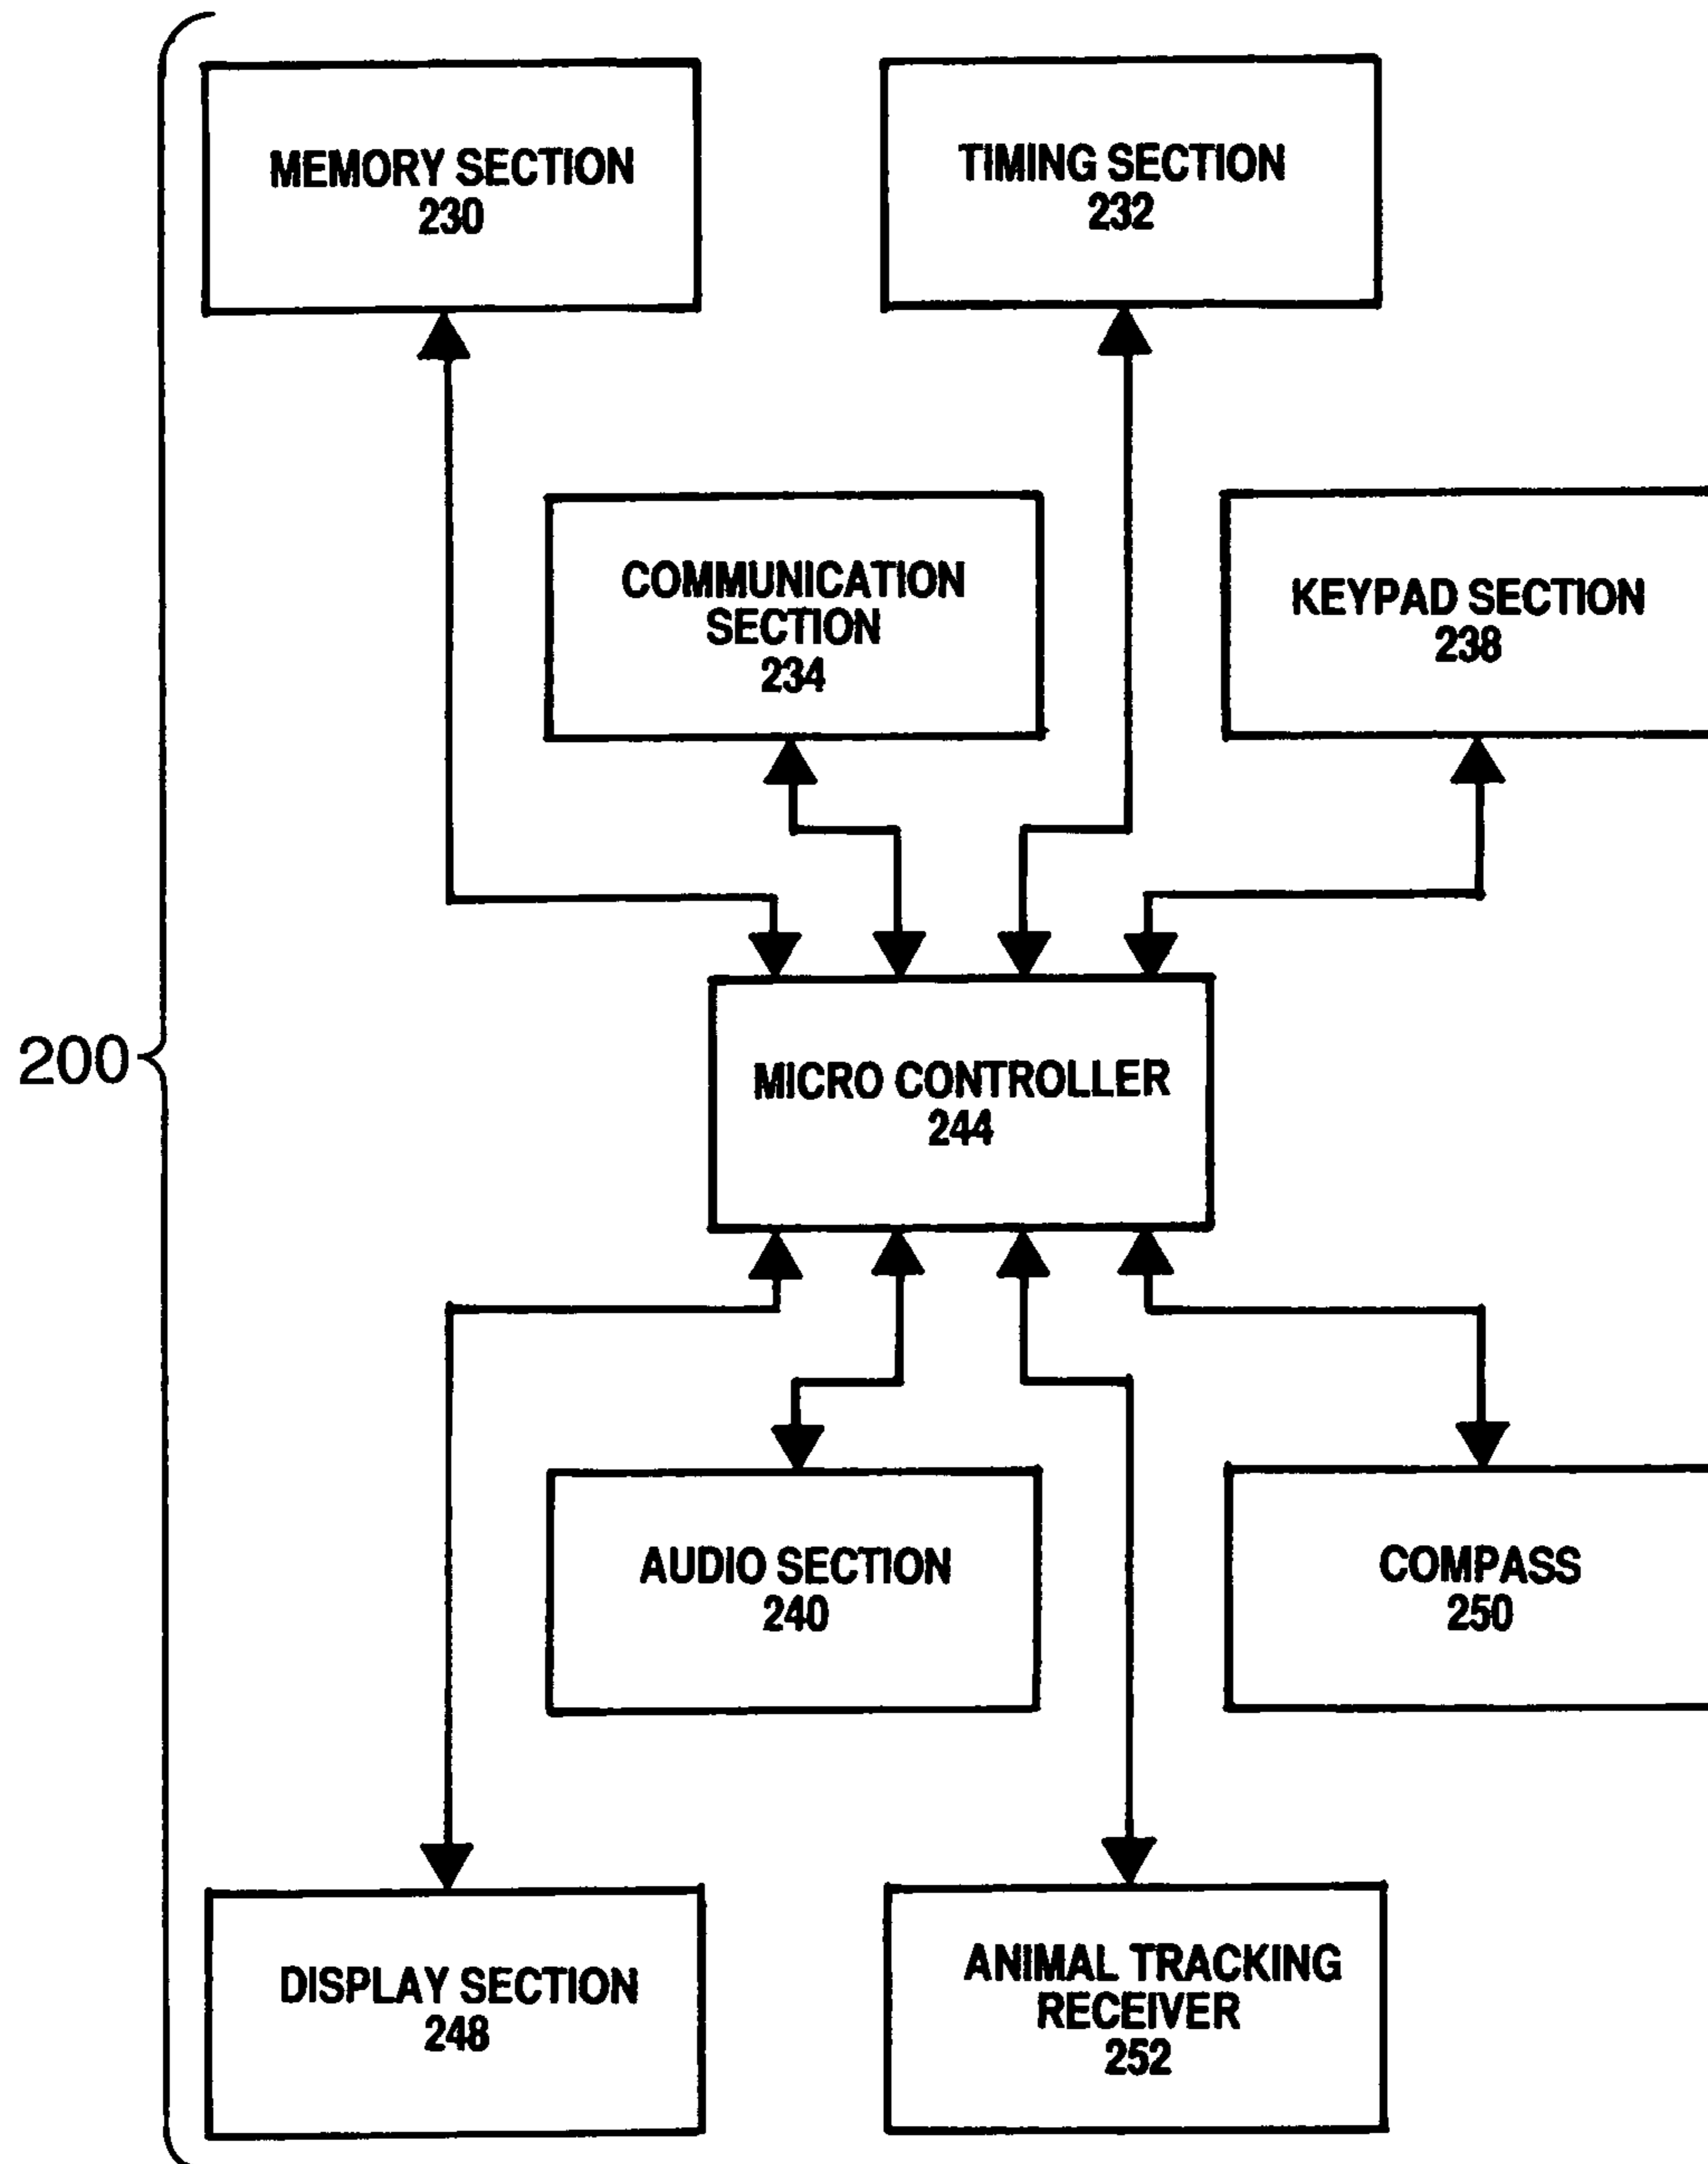 MEMORY SECTION
230
TIMING SECTION
232
COMMUNICATION
SECTION
234
KEYPAD SECTION
238
200
MICRO CONTROLLER
244
AUDIO SECTION
240
COMPASS
250
DISPLAY SECTION
248
ANIMAL TRACKING
RECEIVER
252